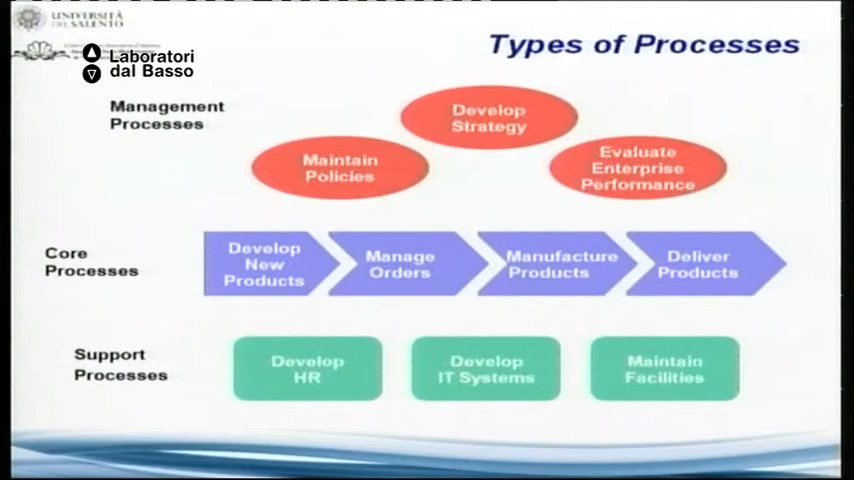 UNIVERSITÀ
DEL SALENTO
Laboratori
dal Basso
Types of Processes
Management
Processes
Develop
Strategy
Maintain
Policies
Evaluate
Enterprise
Performance
Core
Processes
Develop
New
Products
Manage
Orders
Manufacture
Products
Deliver
Products
Support
Processes
Develop
HR
Develop
IT Systems
Maintain
Facilities